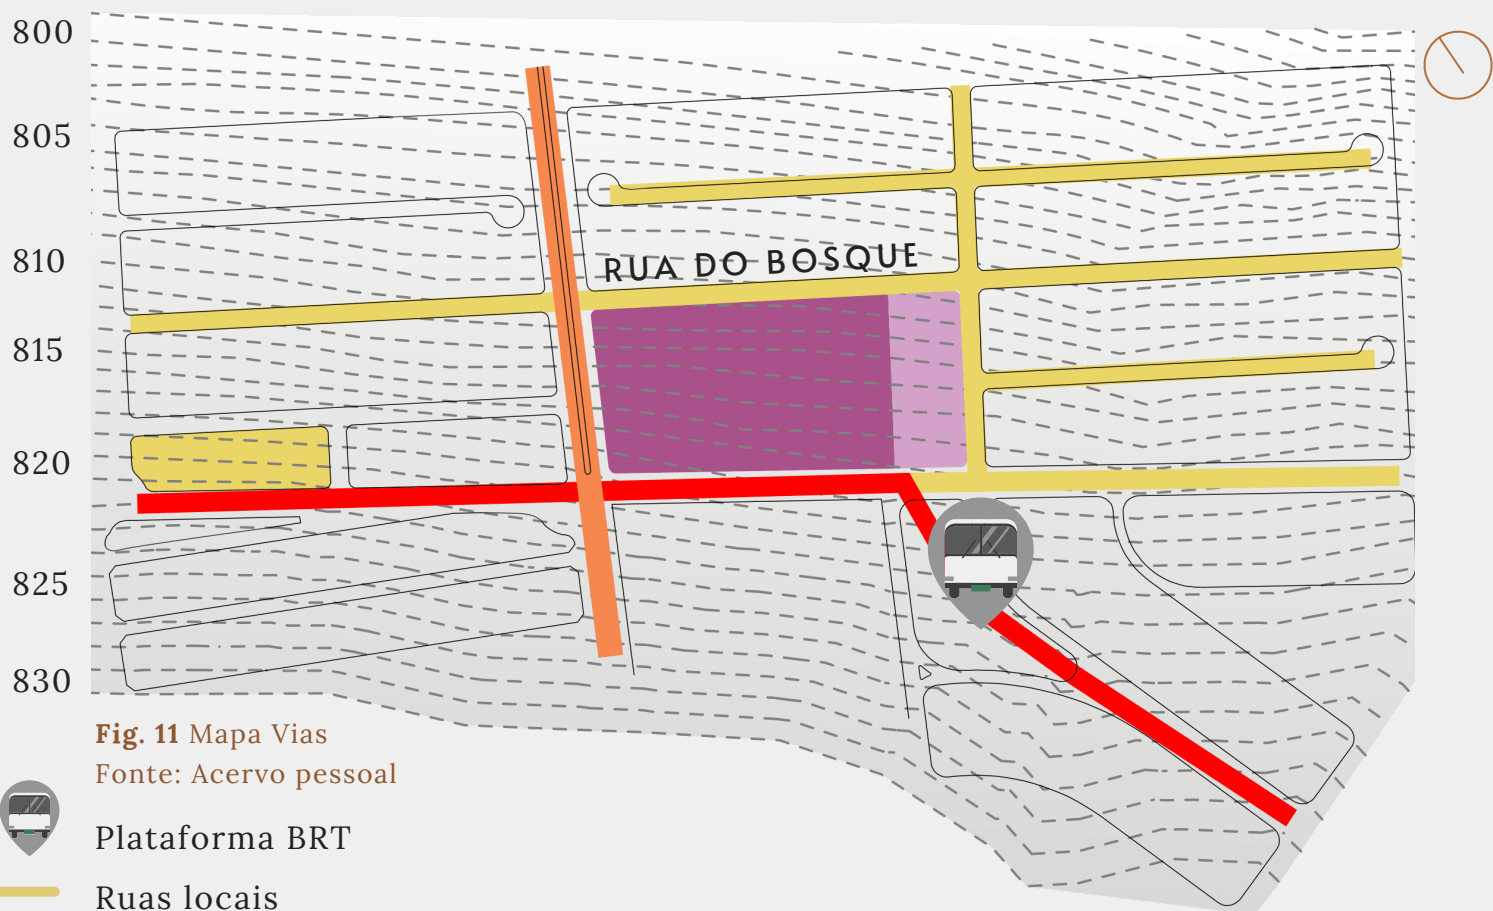 800
805
810
815
820
825
830
RUA DO BOSQUE
Fig. 11 Mapa Vias
Fonte: Acervo pessoal
Plataforma BRT
Ruas locais